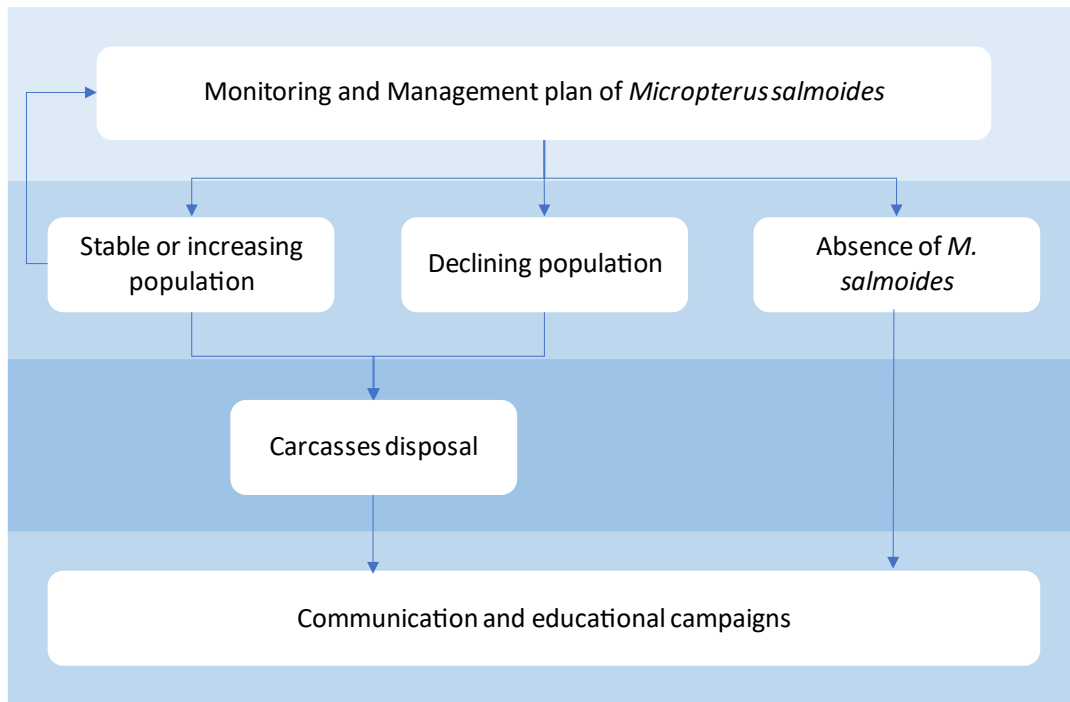 Monitoring and Management plan of Micropterus salmoides
Stable or increasing
population
Declining population
Absence of M.
salmoides
Carcasses disposal
Communication and educational campaigns